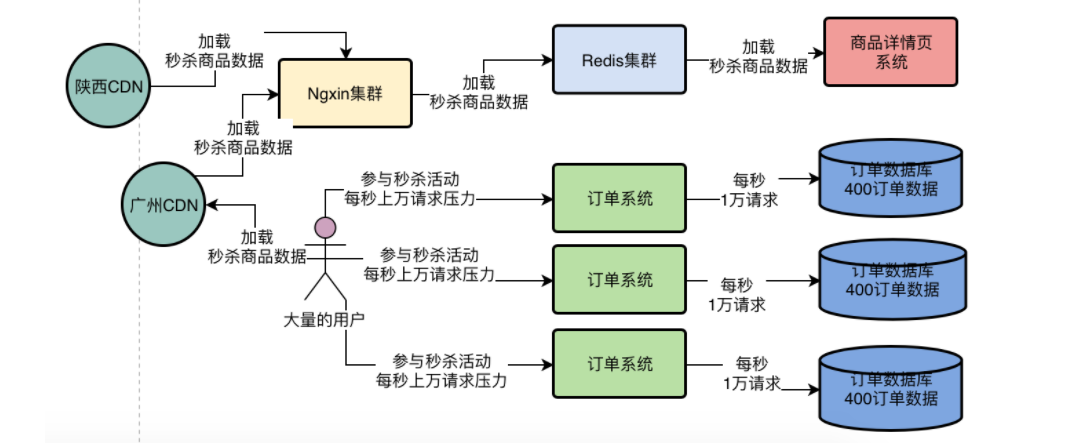 加载
秒杀商品数据
陕西CDN
Ngxin集群
加载
秒杀商品数据
Redis集群
加载
秒杀商品数据
商品详情页
系统
加载
秒杀商品数据
广州CDN
加载
秒杀商品数据
大量的用户
参与秒杀活动
每秒上万请求压力
订单系统
每秒
1万请求
订单数据库
400订单数据
参与秒杀活动
每秒上万请求压力
订单系统
每秒
1万请求
订单数据库
400订单数据
参与秒杀活动
每秒上万请求压力
订单系统
每秒
1万请求
订单数据库
400订单数据